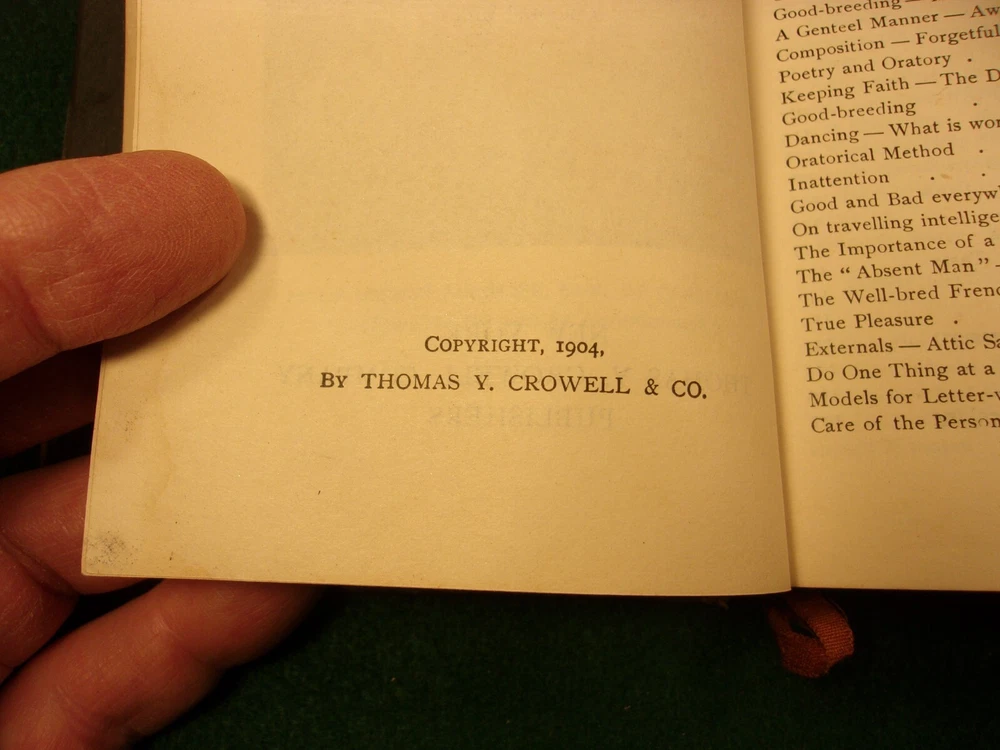 COPYRIGHT, 1904,
BY THOMAS Y. CROWELL & CO.
Good-breeding —
A Genteel Manner — Aw
Composition — Forgetful
Poetry and Oratory .
Keeping Faith — The D
Good-breeding .
Dancing — What is wor
Oratorical Method .
Inattention . .
Good and Bad everyw
On travelling intellige
The Importance of a
The “ Absent Man ” -
The Well-bred Frenc
True Pleasure .
Externals — Attic Sa
Do One Thing at a
Models for Letter-w
Care of the Person